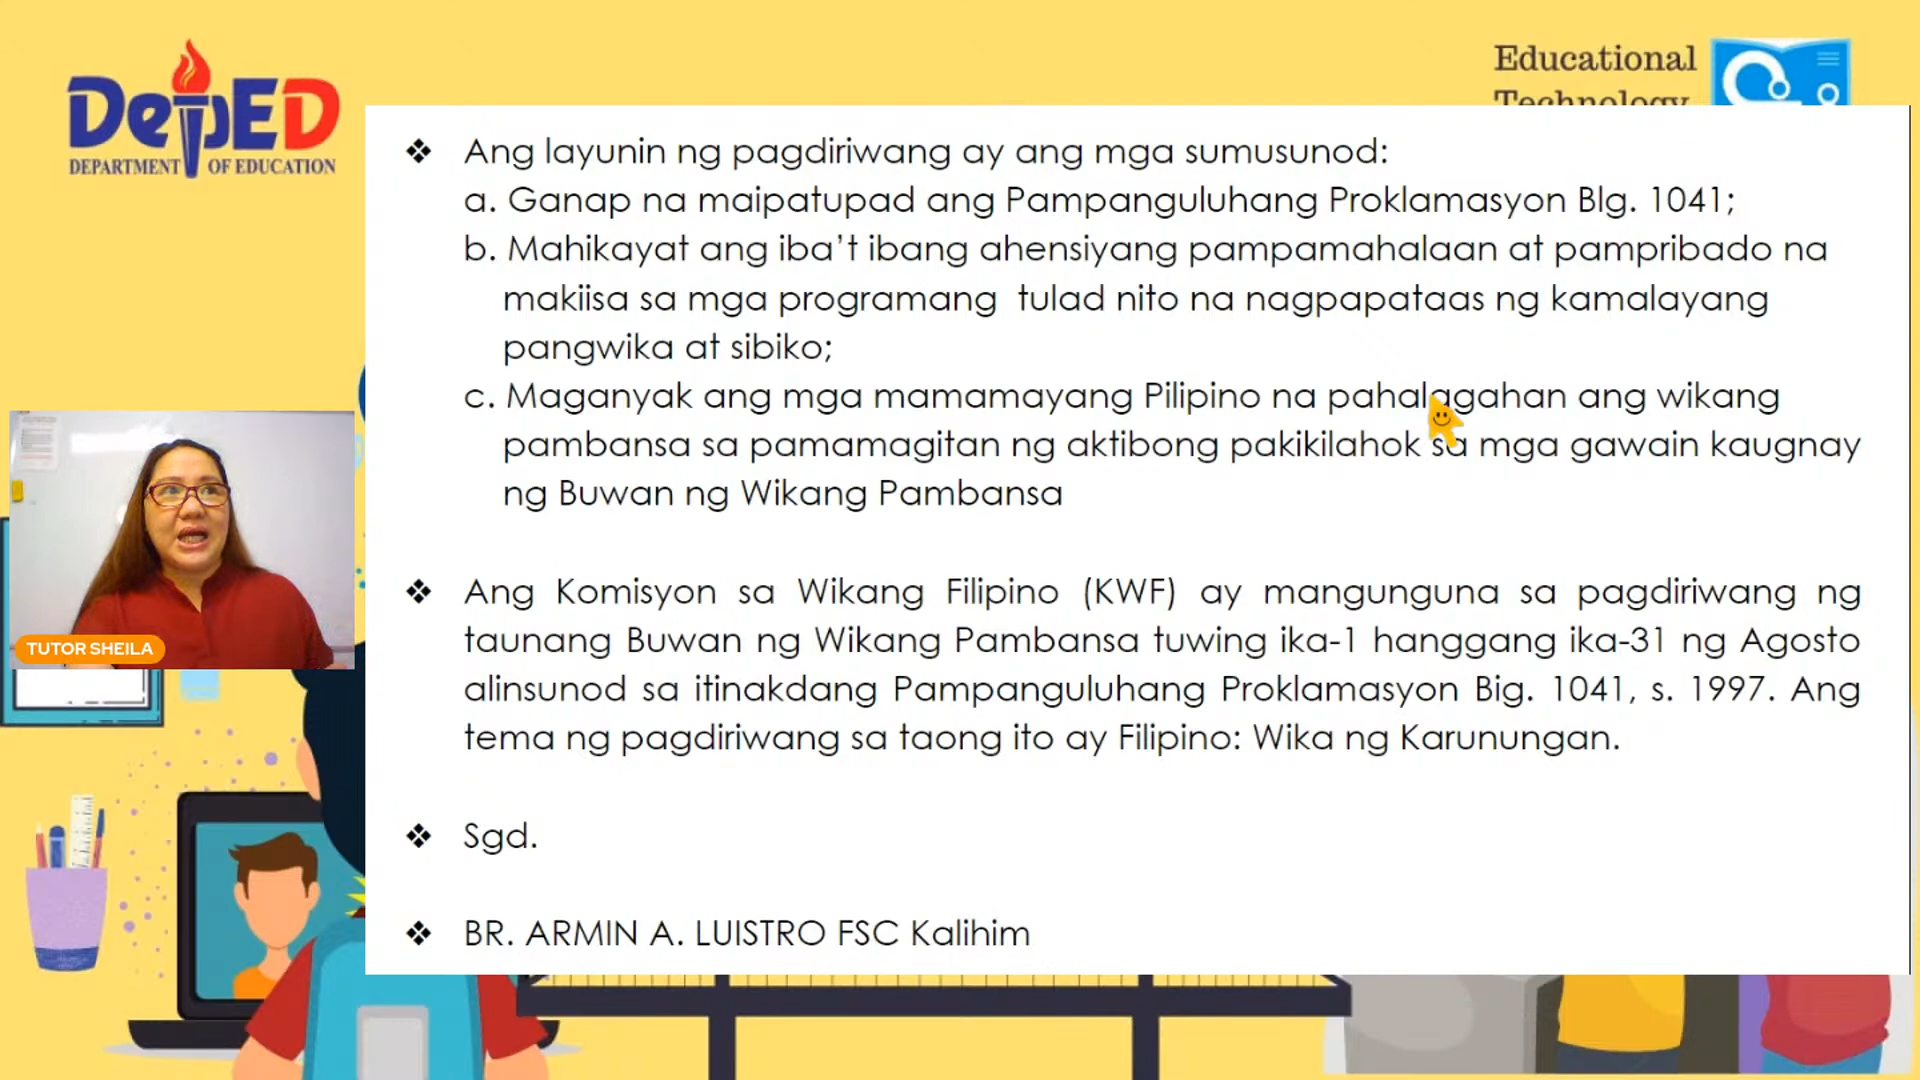 DepED
DEPARTMENT OF EDUCATION
Educational
Technology
❖ Ang layunin ng pagdiriwang ay ang mga sumusunod:
a. Ganap na maipatupad ang Pampanguluhang Proklamasyon Blg. 1041;
b. Mahikayat ang iba't ibang ahensiyang pampamahalaan at pampribado na
makiisa sa mga programang tulad nito na nagpapataas ng kamalayang
pangwika at sibiko;
c. Maganyak ang mga mamamayang Pilipino na pahalagahan ang wikang
pambansa sa pamamagitan ng aktibong pakikilahok sa mga gawain kaugnay
ng Buwan ng Wikang Pambansa
❖ Ang Komisyon sa Wikang Filipino (KWF) ay mangunguna sa pagdiriwang ng
taunang Buwan ng Wikang Pambansa tuwing ika-1 hanggang ika-31 ng Agosto
alinsunod sa itinakdang Pampanguluhang Proklamasyon Big. 1041, s. 1997. Ang
tema ng pagdiriwang sa taong ito ay Filipino: Wika ng Karunungan.
❖ Sgd.
❖ BR. ARMIN A. LUISTRO FSC Kalihim
TUTOR SHEILA